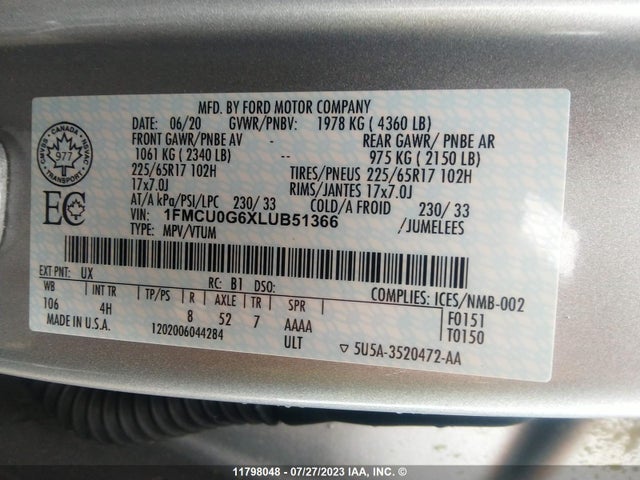 MFD. BY FORD MOTOR COMPANY
DATE: 06/20 GVWR/PNBV: 1978 KG ( 4360 LB)
FRONT GAWR/PNBE AV - REAR GAWR/ PNBE AR
1061 KG ( 2340 LB) -- 975 KG ( 2150 LB)
225/65R17 102H TIRES/PNEUS 225/65R17 102H
17x7.0J RIMS/JANTES 17x7.0J
AT/A kPa/PSI/LPC 230/ 33 COLD/A FROID 230/ 33
VIN: 1FMCU0G6XLUB51366 /JUMELEES
TYPE: MPV/VTUM
CANADA
977
TRANSPORT
EC
EXT PNT: UX RC: B1 DSO: COMPLIES: ICES/NMB-002
WB INT TR TP/PS R AXLE TR SPR F0151
106 4H 8 52 7 AAAA T0150
MADE IN U.S.A. 1202006044284 ULT ▽ 5U5A-3520472-AA
11798048 - 07/27/2023 IAA, INC. ©